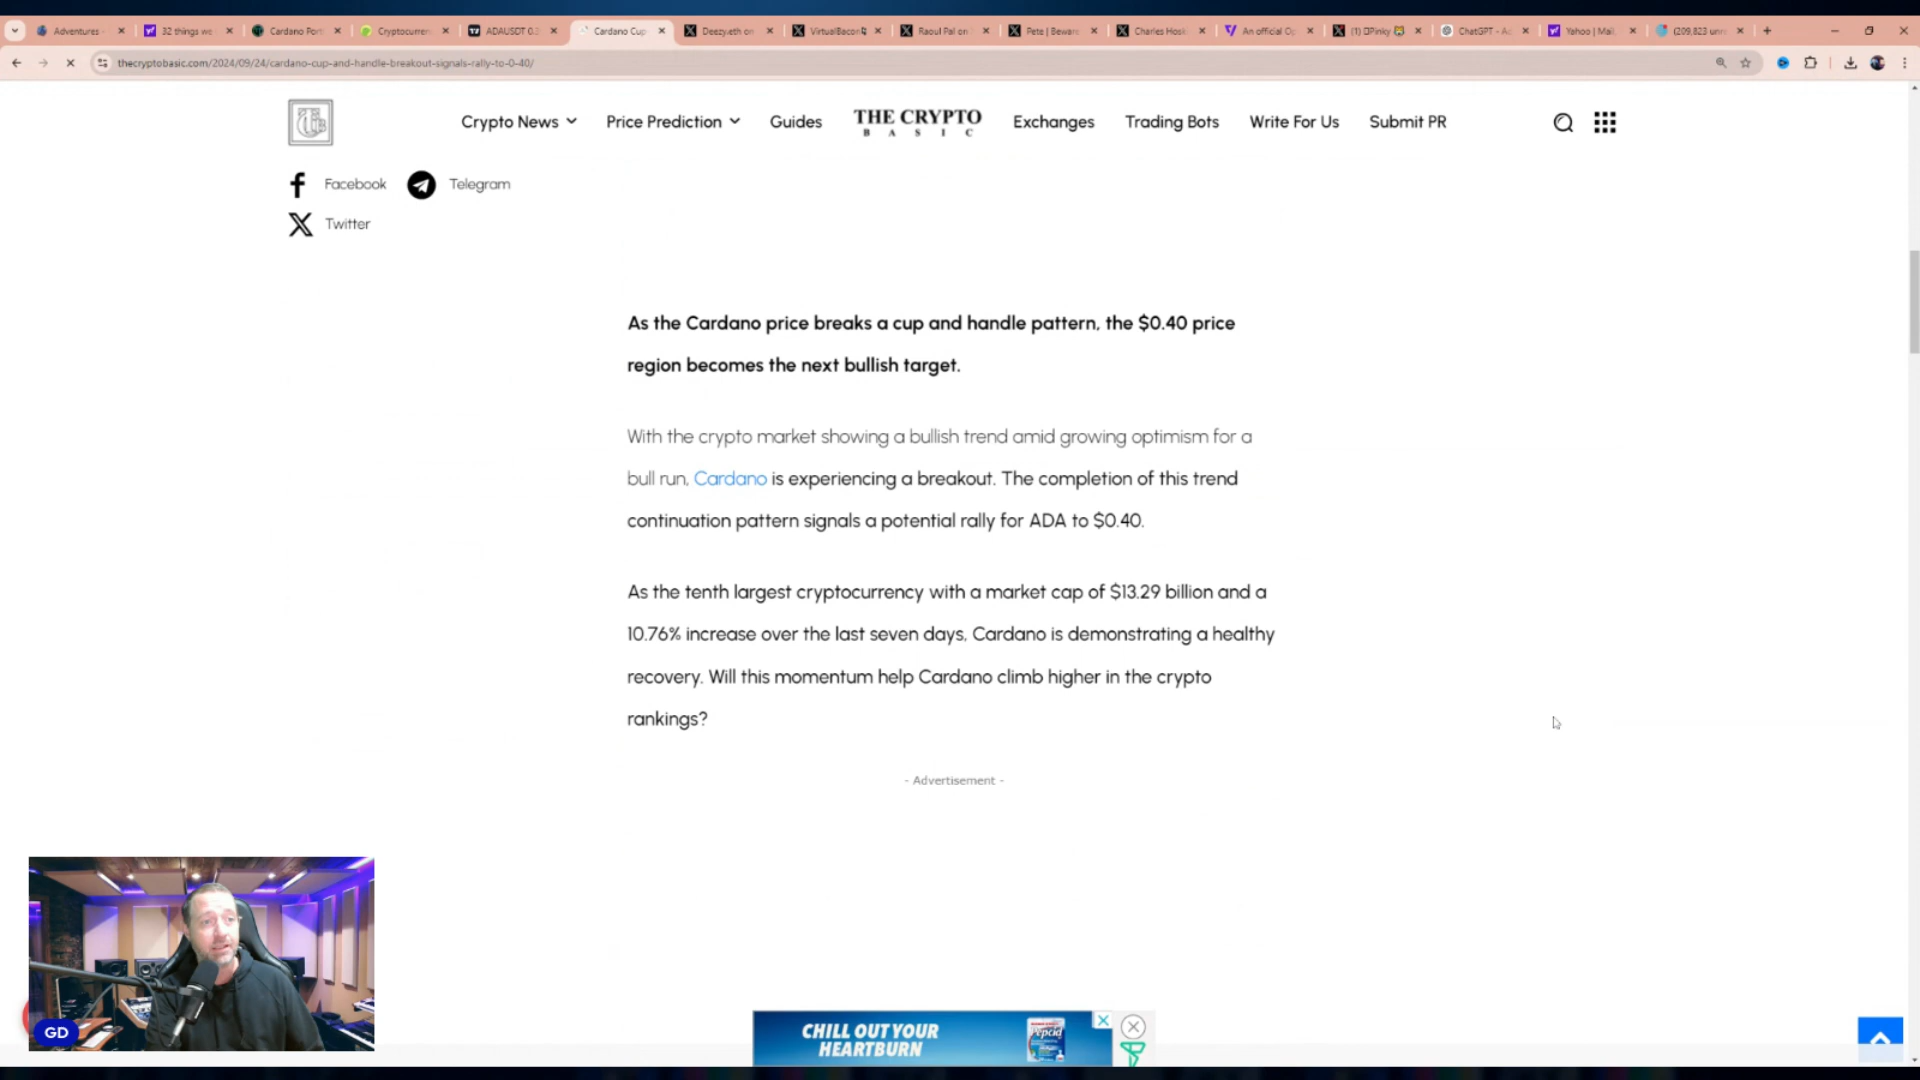 Adventures
32 things we
Cardano Port
Cryptocurren
ADAUSDT 0.3
Cardano Cup
Deezy.eth on
VirtualBacon
Raoul Pal on
Pete | Beware
Charles Hosk
An official
(1)
Pinky
ChatGPT -
Yahoo | Mail,
(209,823 unr
thecryptobasic.com/2024/09/24/cardano-cup-and-handle-breakout-signals-rally-to-0-40/
Crypto News
Price Prediction
Guides
THE CRYPTO
BASIC
Exchanges
Trading Bots
Write For Us
Submit PR
Facebook
Telegram
Twitter
As the Cardano price breaks a cup and handle pattern, the $0.40 price
region becomes the next bullish target.
With the crypto market showing a bullish trend amid growing optimism for a
bull run, Cardano is experiencing a breakout. The completion of this trend
continuation pattern signals a potential rally for ADA to $0.40.
As the tenth largest cryptocurrency with a market cap of $13.29 billion and a
10.76% increase over the last seven days, Cardano is demonstrating a healthy
recovery. Will this momentum help Cardano climb higher in the crypto
rankings?
- Advertisement -
CHILL OUT YOUR
HEARTBURN
Pepcid
GD